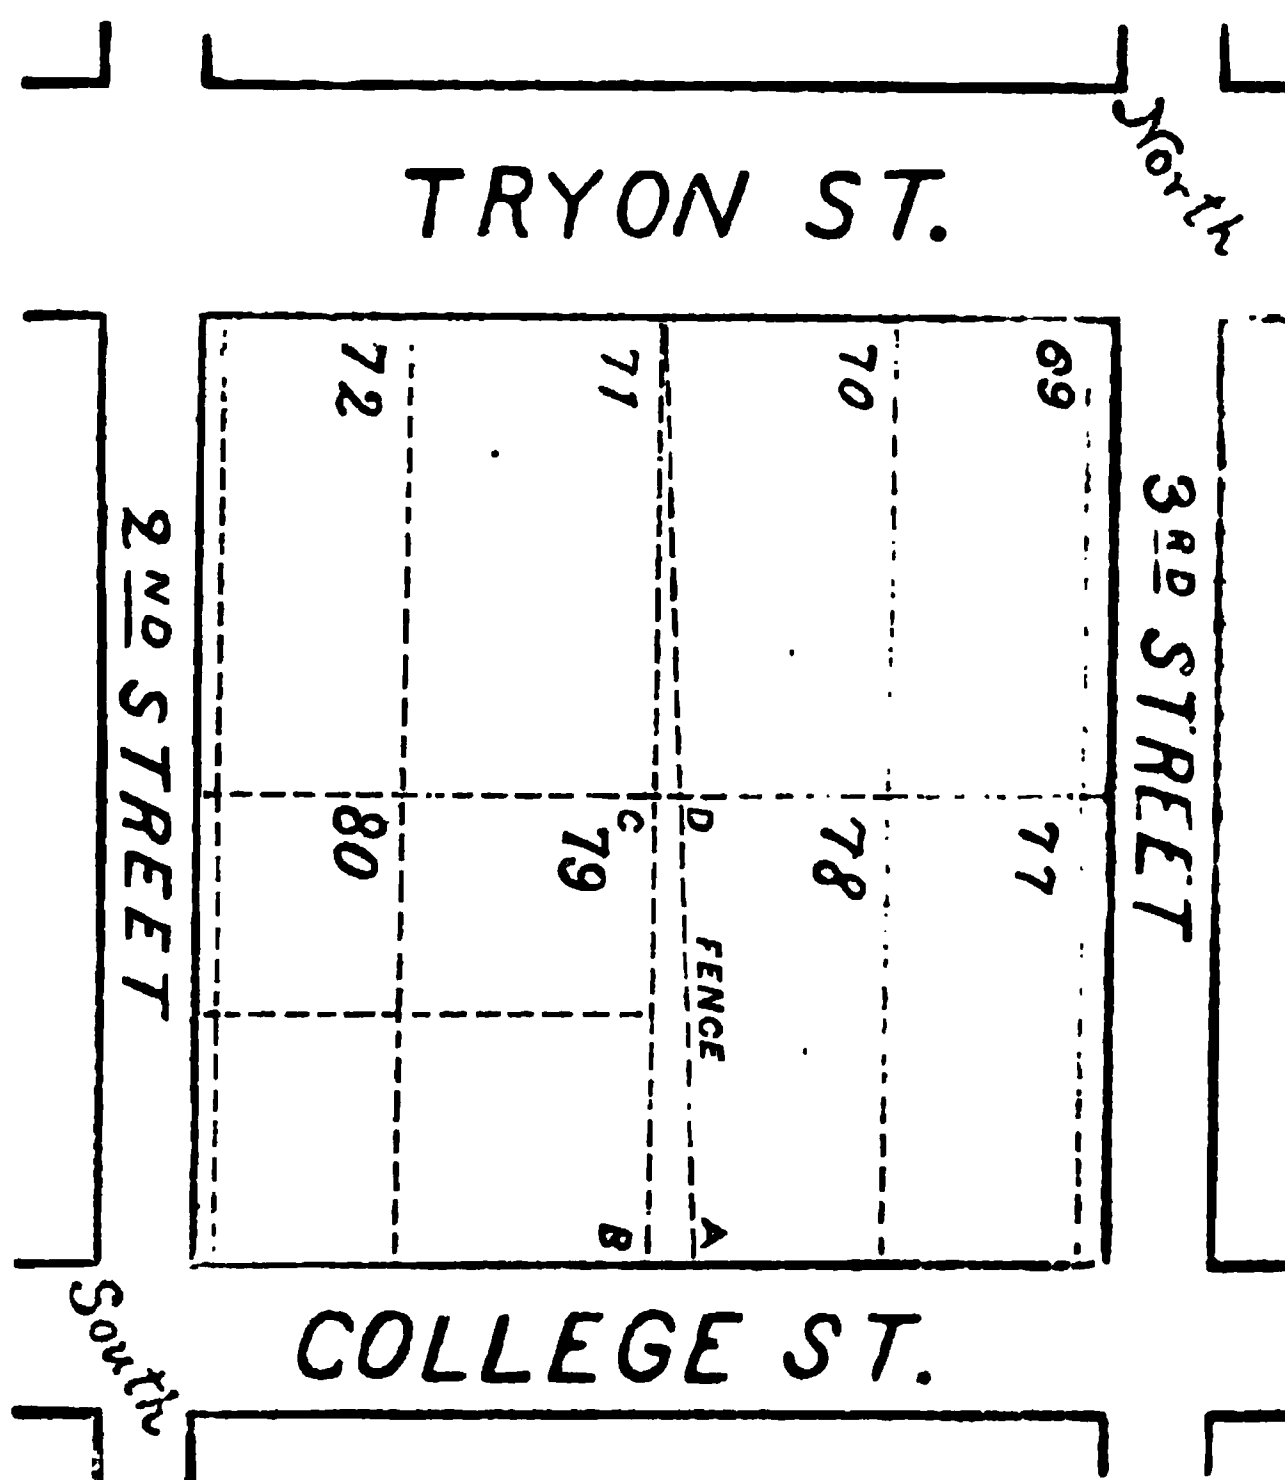 North
TRYON ST.
72
71
70
69
2ND STREET
3RD STREET
80
79
C
D
78
77
FENCE
B
A
South
COLLEGE ST.